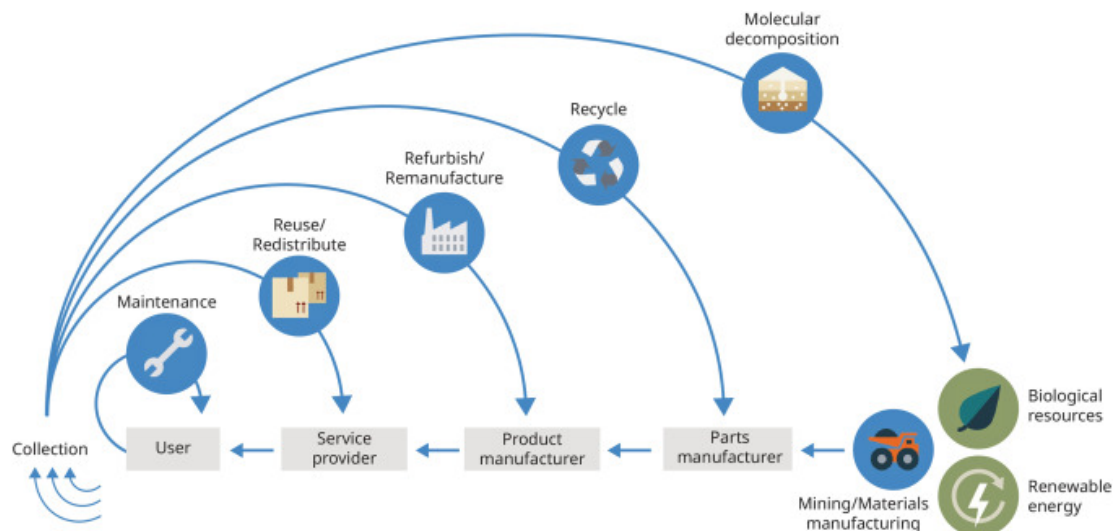 Molecular
decomposition
Recycle
Refurbish/
Remanufacture
Reuse/
Redistribute
Maintenance
Collection
User
Service
provider
Product
manufacturer
Parts
manufacturer
Mining/Materials
manufacturing
Biological
resources
Renewable
energy